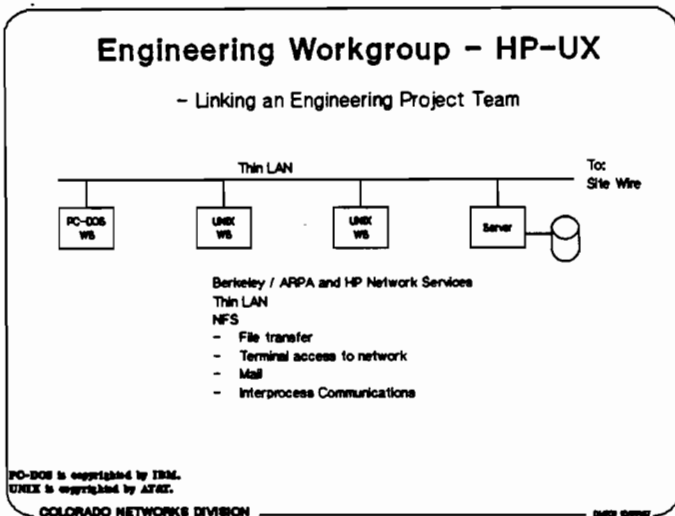 Engineering Workgroup - HP-UX
- Linking an Engineering Project Team
Thin LAN
To:
Site Wire
PC-DOS
WS
UNIX
WS
UNIX
WS
Server
Berkeley / ARPA and HP Network Services
Thin LAN
NFS
- File transfer
- Terminal access to network
- Mail
- Interprocess Communications
PC-DOS is copyrighted by IBM.
UNIX is copyrighted by AT&T.
COLORADO NETWORKS DIVISION